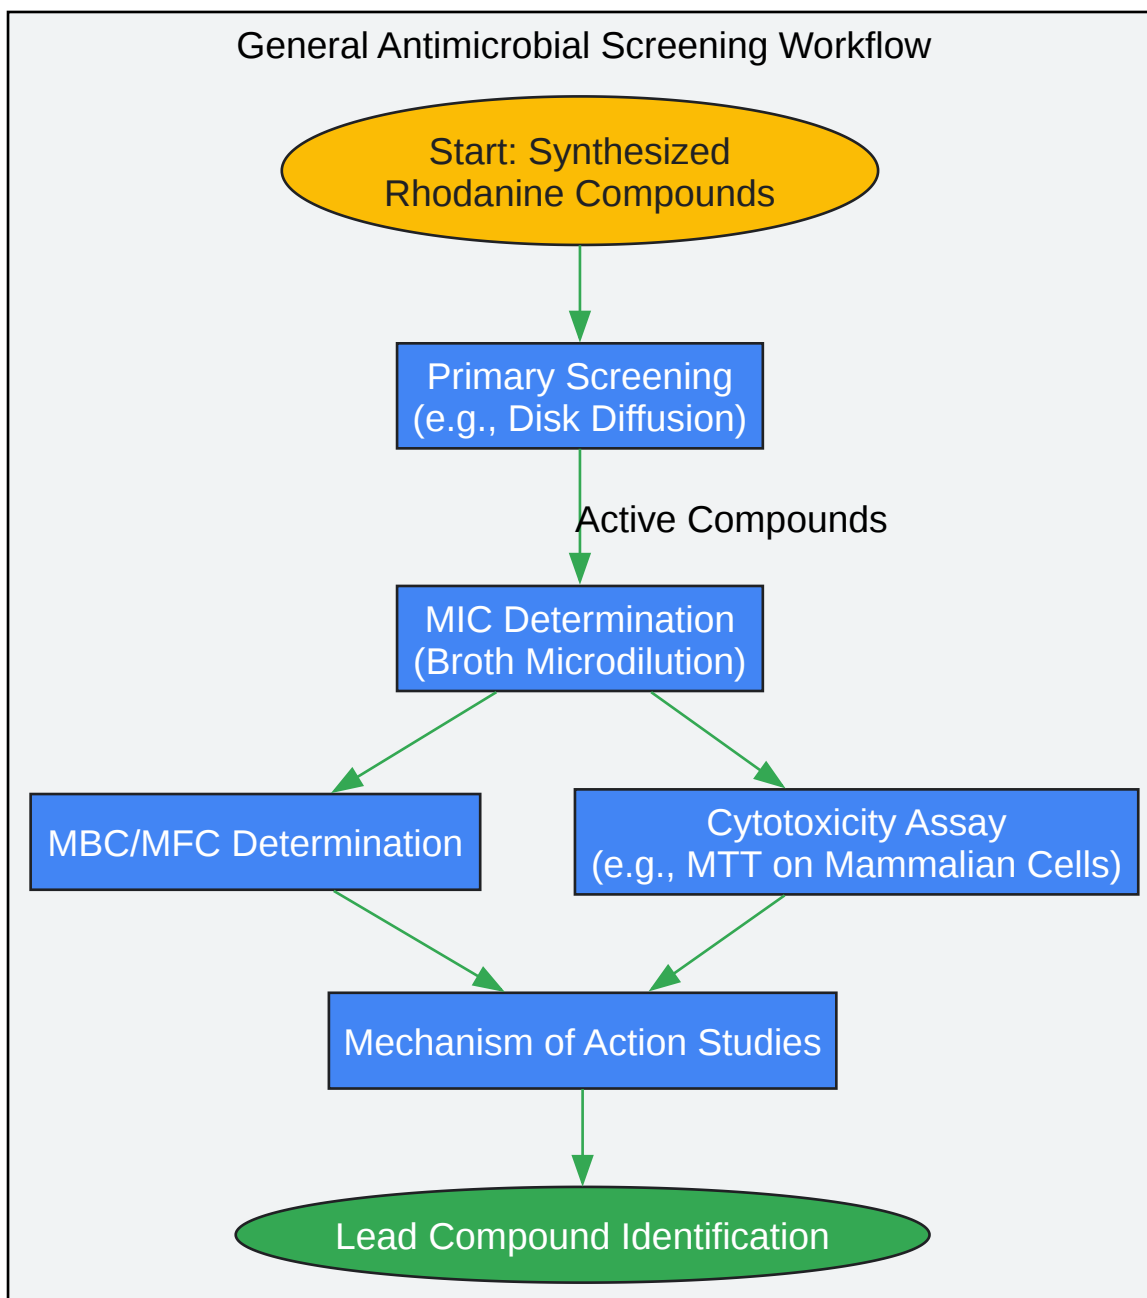 General Antimicrobial Screening Workflow
Start: Synthesized
Rhodanine Compounds
Primary Screening
(e.g., Disk Diffusion)
Active Compounds
MIC Determination
(Broth Microdilution)
MBC/MFC Determination
Cytotoxicity Assay
(e.g., MTT on Mammalian Cells)
Mechanism of Action Studies
Lead Compound Identification